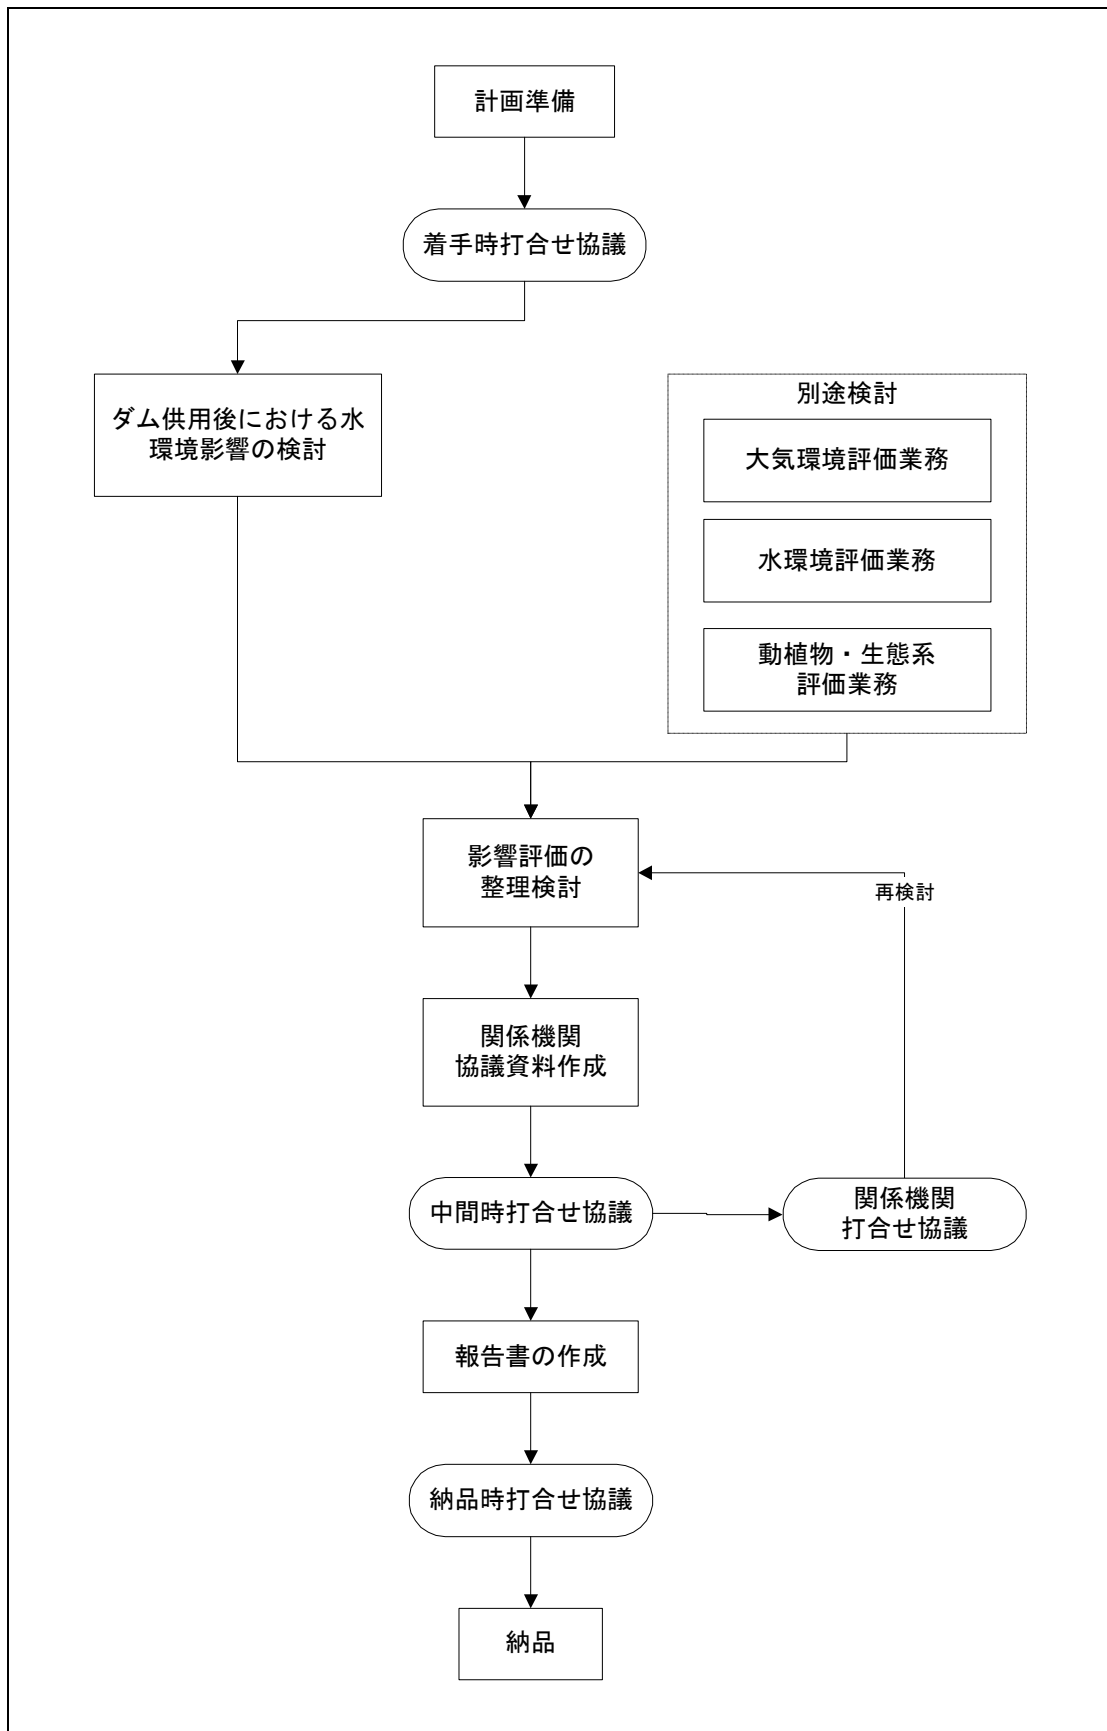 計画準備
着手時打合せ協議
ダム供用後における水
環境影響の検討
別途検討
大気環境評価業務
水環境評価業務
動植物・生態系
評価業務
影響評価の
整理検討
再検討
関係機関
協議資料作成
中間時打合せ協議
関係機関
打合せ協議
報告書の作成
納品時打合せ協議
納品